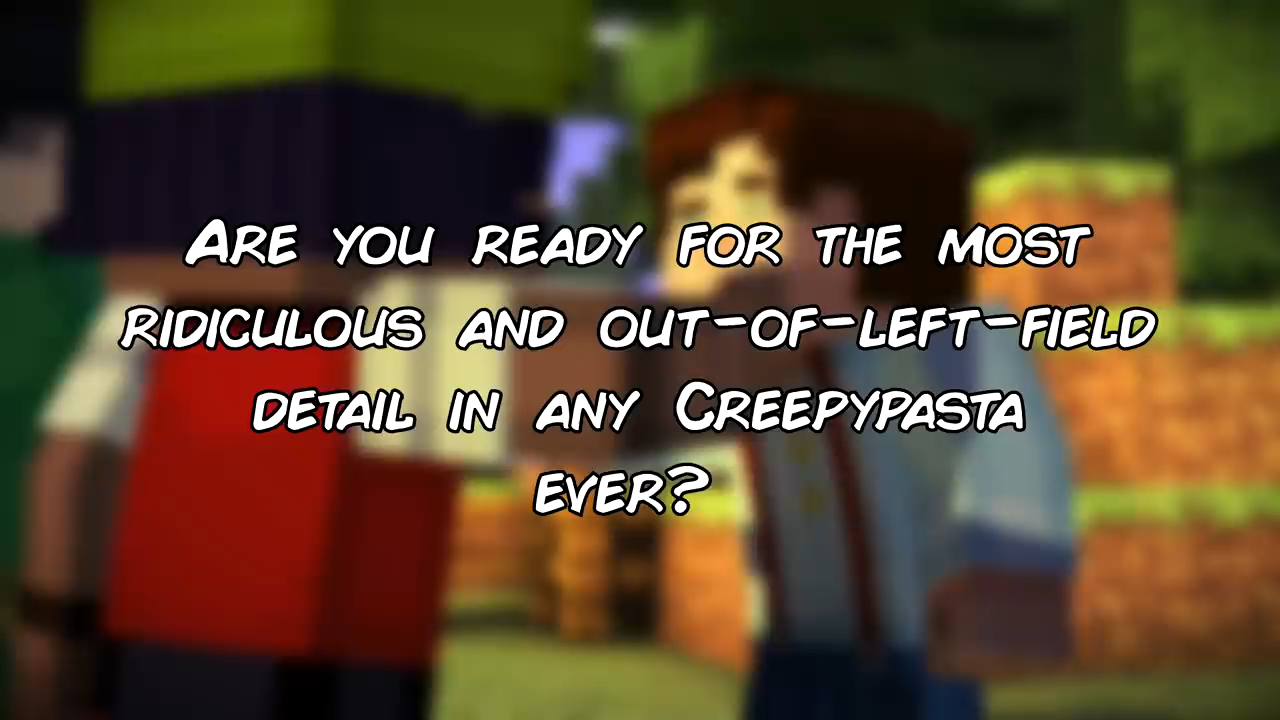 Are you ready for the most
ridiculous and out-of-left-field
detail in any Creepypasta
ever?